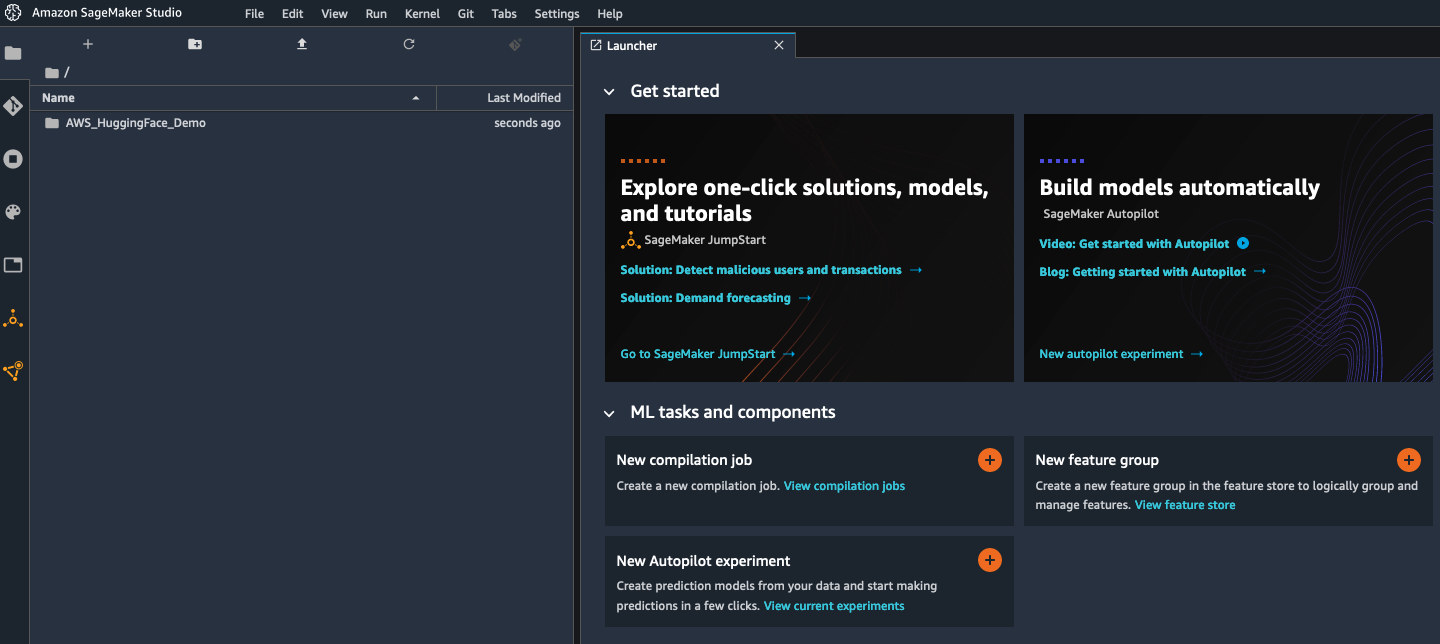 Amazon SageMaker Studio
File Edit View Run Kernel Git Tabs Settings Help
/
Name Last Modified
AWS_HuggingFace_Demo seconds ago
Launcher
Get started
Explore one-click solutions, models,
and tutorials
SageMaker JumpStart
Solution: Detect malicious users and transactions →
Solution: Demand forecasting →
Go to SageMaker JumpStart →
Build models automatically
SageMaker Autopilot
Video: Get started with Autopilot
Blog: Getting started with Autopilot →
New autopilot experiment →
ML tasks and components
New compilation job
Create a new compilation job. View compilation jobs
New feature group
Create a new feature group in the feature store to logically group and
manage features. View feature store
New Autopilot experiment
Create prediction models from your data and start making
predictions in a few clicks. View current experiments